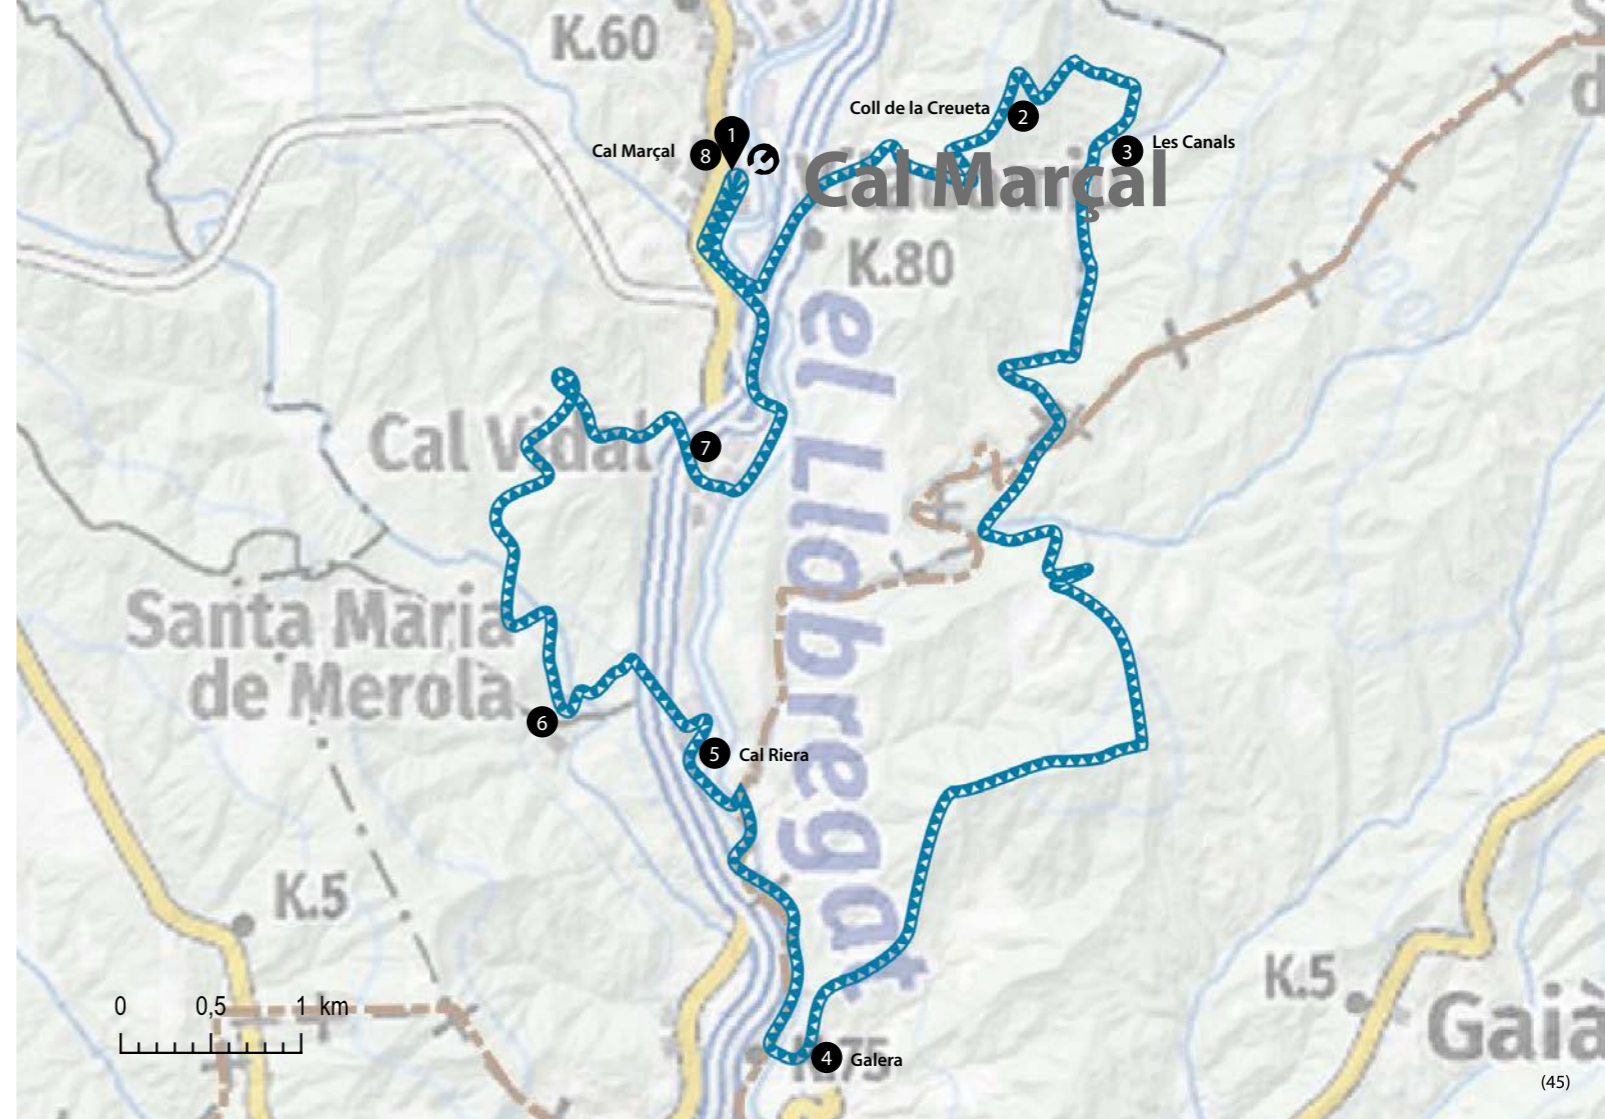 K.60
1
Coll de la Creueta
2
Cal Marçal
8
3
Les Canals
Cal Marçal
K.80
el Llobregat
Cal Vidal
7
Santa Maria
de Merola
6
5
Cal Riera
K.5
K.5
0 0,5 1 km
Gaià
4
Galera
(45)